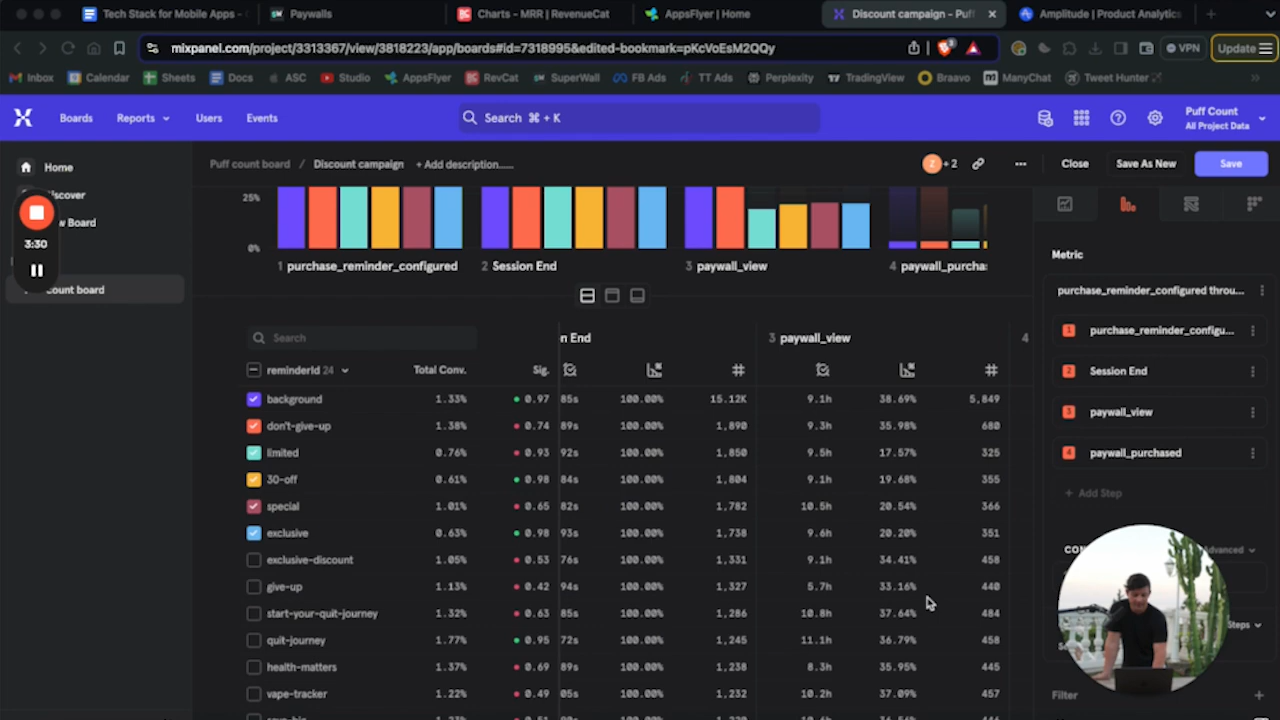 Tech Stack for Mobile Apps -
Paywalls
Charts - MRR | RevenueCat
AppsFlyer | Home
Discount campaign - Puff
Amplitude | Product Analytics
mixpanel.com/project/3313367/view/3818223/app/boards#id=7318995&edited-bookmark=pKcVoEsM2QQy
VPN
Update
Inbox
Calendar
Sheets
Docs
ASC
Studio
AppsFlyer
RevCat
SuperWall
FB Ads
TT Ads
Perplexity
TradingView
Braavo
ManyChat
Tweet Hunter
Boards
Reports
Users
Events
Search ⌘ + K
Puff Count
All Project Data
Home
iscover
w Board
3:30
ount board
Puff count board / Discount campaign + Add description......
Z +2
Close
Save As New
Save
25%
0%
1 purchase_reminder_configured
2 Session End
3 paywall_view
4 paywall_purcha
Search
n End
3 paywall_view
4
reminderId 24 Total Conv. Sig. # #
background 1.33% 0.97 85s 100.00% 15.12K 9.1h 38.69% 5,849
don't-give-up 1.38% 0.74 89s 100.00% 1,890 9.3h 35.98% 680
limited 0.76% 0.93 92s 100.00% 1,850 9.5h 17.57% 325
30-off 0.61% 0.98 84s 100.00% 1,804 9.1h 19.68% 355
special 1.01% 0.65 82s 100.00% 1,782 10.5h 20.54% 366
exclusive 0.63% 0.98 93s 100.00% 1,738 9.6h 20.20% 351
exclusive-discount 1.05% 0.53 76s 100.00% 1,331 9.1h 34.41% 458
give-up 1.13% 0.42 94s 100.00% 1,327 5.7h 33.16% 440
start-your-quit-journey 1.32% 0.63 85s 100.00% 1,286 10.8h 37.64% 484
quit-journey 1.77% 0.95 72s 100.00% 1,245 11.1h 36.79% 458
health-matters 1.37% 0.69 89s 100.00% 1,238 8.3h 35.95% 445
vape-tracker 1.22% 0.49 05s 100.00% 1,232 10.2h 37.09% 457
Metric
purchase_reminder_configured throu...
1 purchase_reminder_configu...
2 Session End
3 paywall_view
4 paywall_purchased
+ Add Step
Advanced
Steps
Filter